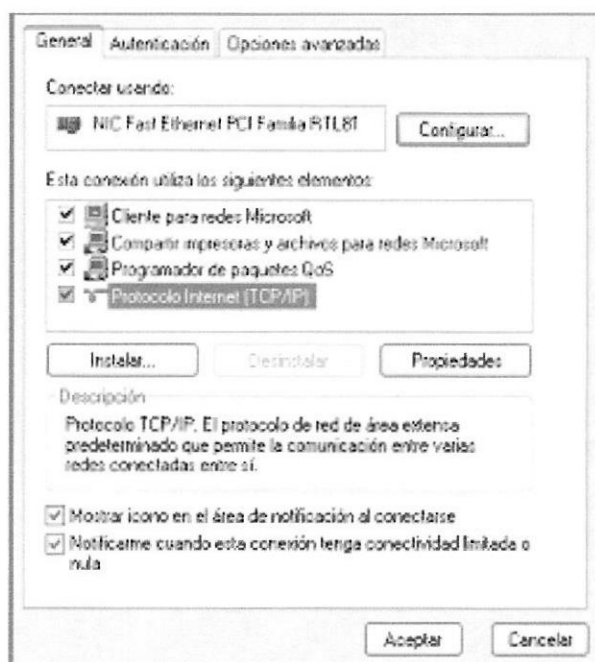 General Autenticación Opciones avanzadas
Conectar usando:
NIC Fast Ethernet PCI Familia RTL81
Configurar...
Esta conexión utiliza los siguientes elementos:
Cliente para redes Microsoft
Compartir impresoras y archivos para redes Microsoft
Programador de paquetes QoS
Protocolo Internet (TCP/IP)
Instalar... Desinstalar Propiedades
Descripción
Protocolo TCP/IP. El protocolo de red de área extensa
predeterminado que permite la comunicación entre varias
redes conectadas entre sí.
Mostrar icono en el área de notificación al conectarse
Notificarme cuando esta conexión tenga conectividad limitada o
nula
Aceptar Cancelar